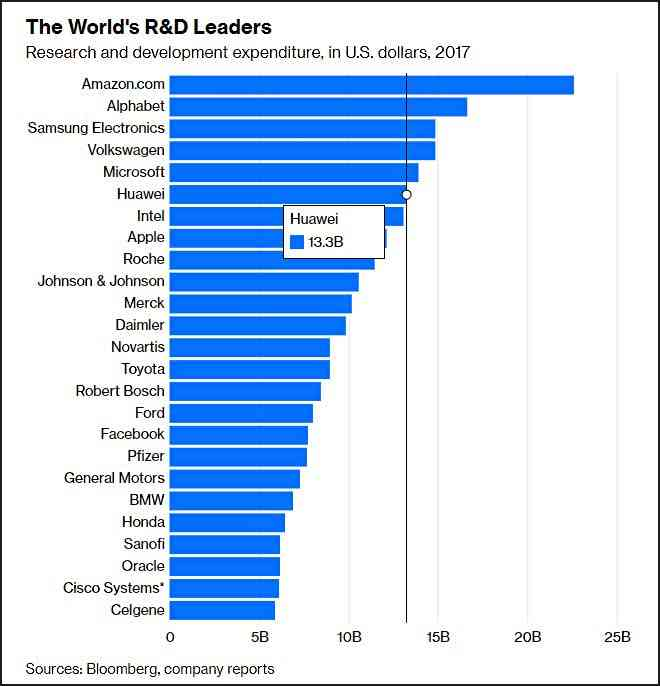 The World's R&D Leaders
Research and development expenditure, in U.S. dollars, 2017
Amazon.com
Alphabet
Samsung Electronics
Volkswagen
Microsoft
Huawei
Intel
Huawei
Apple
13.3B
Roche
Johnson & Johnson
Merck
Daimler
Novartis
Toyota
Robert Bosch
Ford
Facebook
Pfizer
General Motors
BMW
Honda
Sanofi
Oracle
Cisco Systems*
Celgene
0 5B 10B 15B 20B 25B
Sources: Bloomberg, company reports